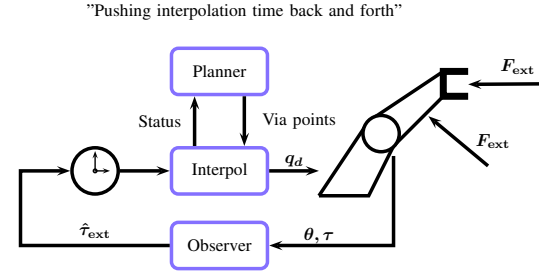 ”Pushing interpolation time back and forth”
Planner
Status
Via points
F_ext
Interpol
q_d
F_ext
τ̂_ext
Observer
θ, τ